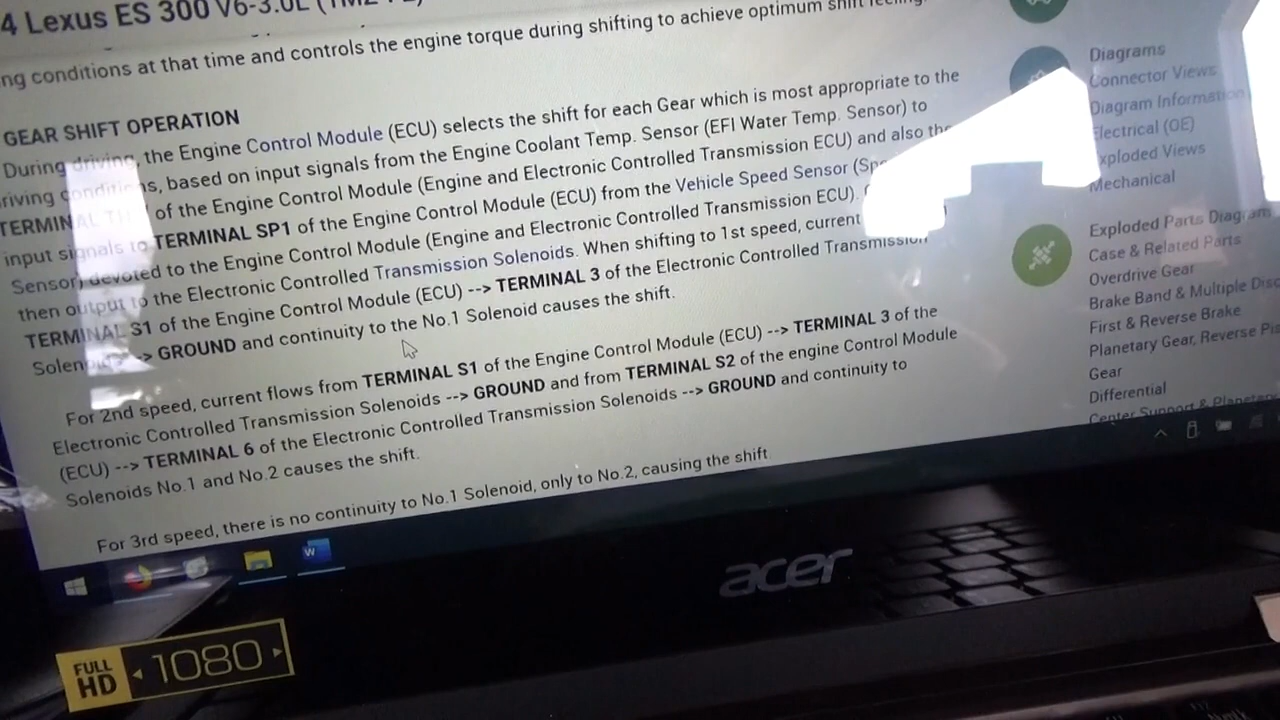 4 Lexus ES 300 V6-3.0L
ng conditions at that time and controls the engine torque during shifting to achieve optimum shift feeling.
GEAR SHIFT OPERATION
During driving, the Engine Control Module (ECU) selects the shift for each Gear which is most appropriate to the
riving conditions, based on input signals from the Engine Coolant Temp. Sensor (EFI Water Temp. Sensor) to
TERMINAL of the Engine Control Module (Engine and Electronic Controlled Transmission ECU) and also the
input signals to TERMINAL SP1 of the Engine Control Module (ECU) from the Vehicle Speed Sensor
Sensor) devoted to the Engine Control Module (Engine and Electronic Controlled Transmission ECU).
then output to the Electronic Controlled Transmission Solenoids. When shifting to 1st speed, current
TERMINAL S1 of the Engine Control Module (ECU) --> TERMINAL 3 of the Electronic Controlled Transmission
Solenoids --> GROUND and continuity to the No.1 Solenoid causes the shift.
For 2nd speed, current flows from TERMINAL S1 of the Engine Control Module (ECU) --> TERMINAL 3 of the
Electronic Controlled Transmission Solenoids --> GROUND and from TERMINAL S2 of the engine Control Module
(ECU) --> TERMINAL 6 of the Electronic Controlled Transmission Solenoids --> GROUND and continuity to
Solenoids No.1 and No.2 causes the shift.
For 3rd speed, there is no continuity to No.1 Solenoid, only to No.2, causing the shift
Diagrams
Connector Views
Diagram Information
Electrical (OE)
Exploded Views
Mechanical
Exploded Parts Diagram
Case & Related Parts
Overdrive Gear
Brake Band & Multiple Disc
First & Reverse Brake
Planetary Gear, Reverse
Gear
Differential
Center Support & Planetary
W
acer
FULL HD 1080